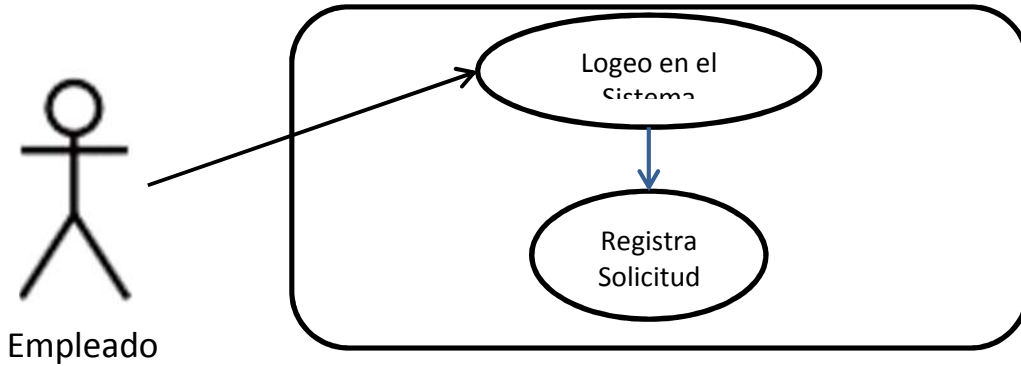 Logeo en el
Sistema
Registra
Solicitud
Empleado